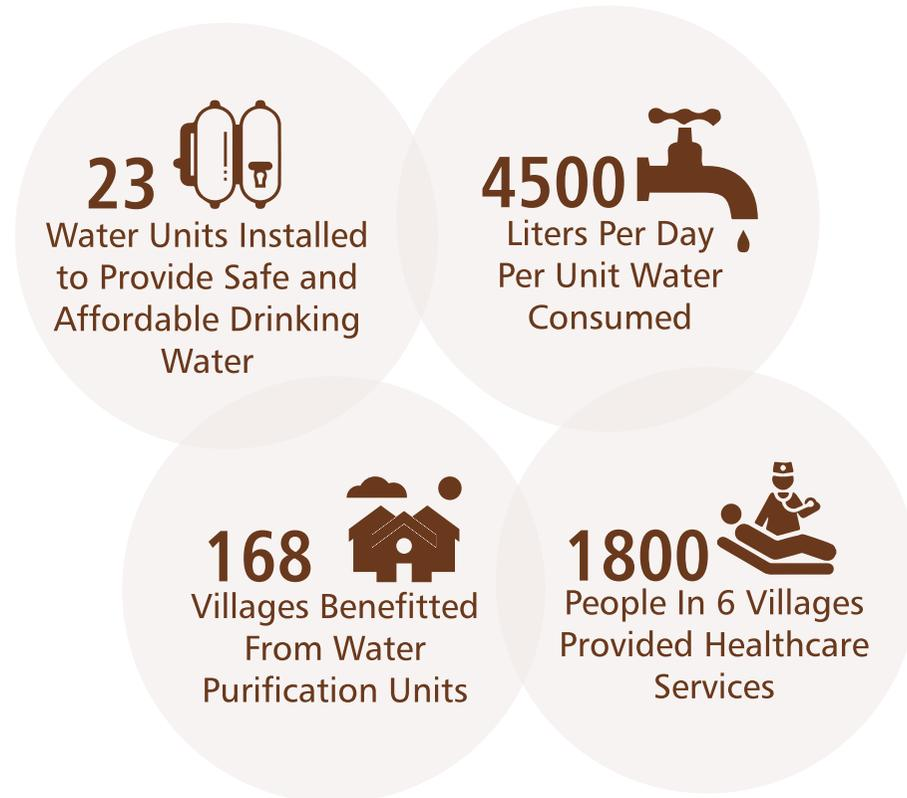 23
Water Units Installed
to Provide Safe and
Affordable Drinking
Water
4500
Liters Per Day
Per Unit Water
Consumed
168
Villages Benefitted
From Water
Purification Units
1800
People In 6 Villages
Provided Healthcare
Services